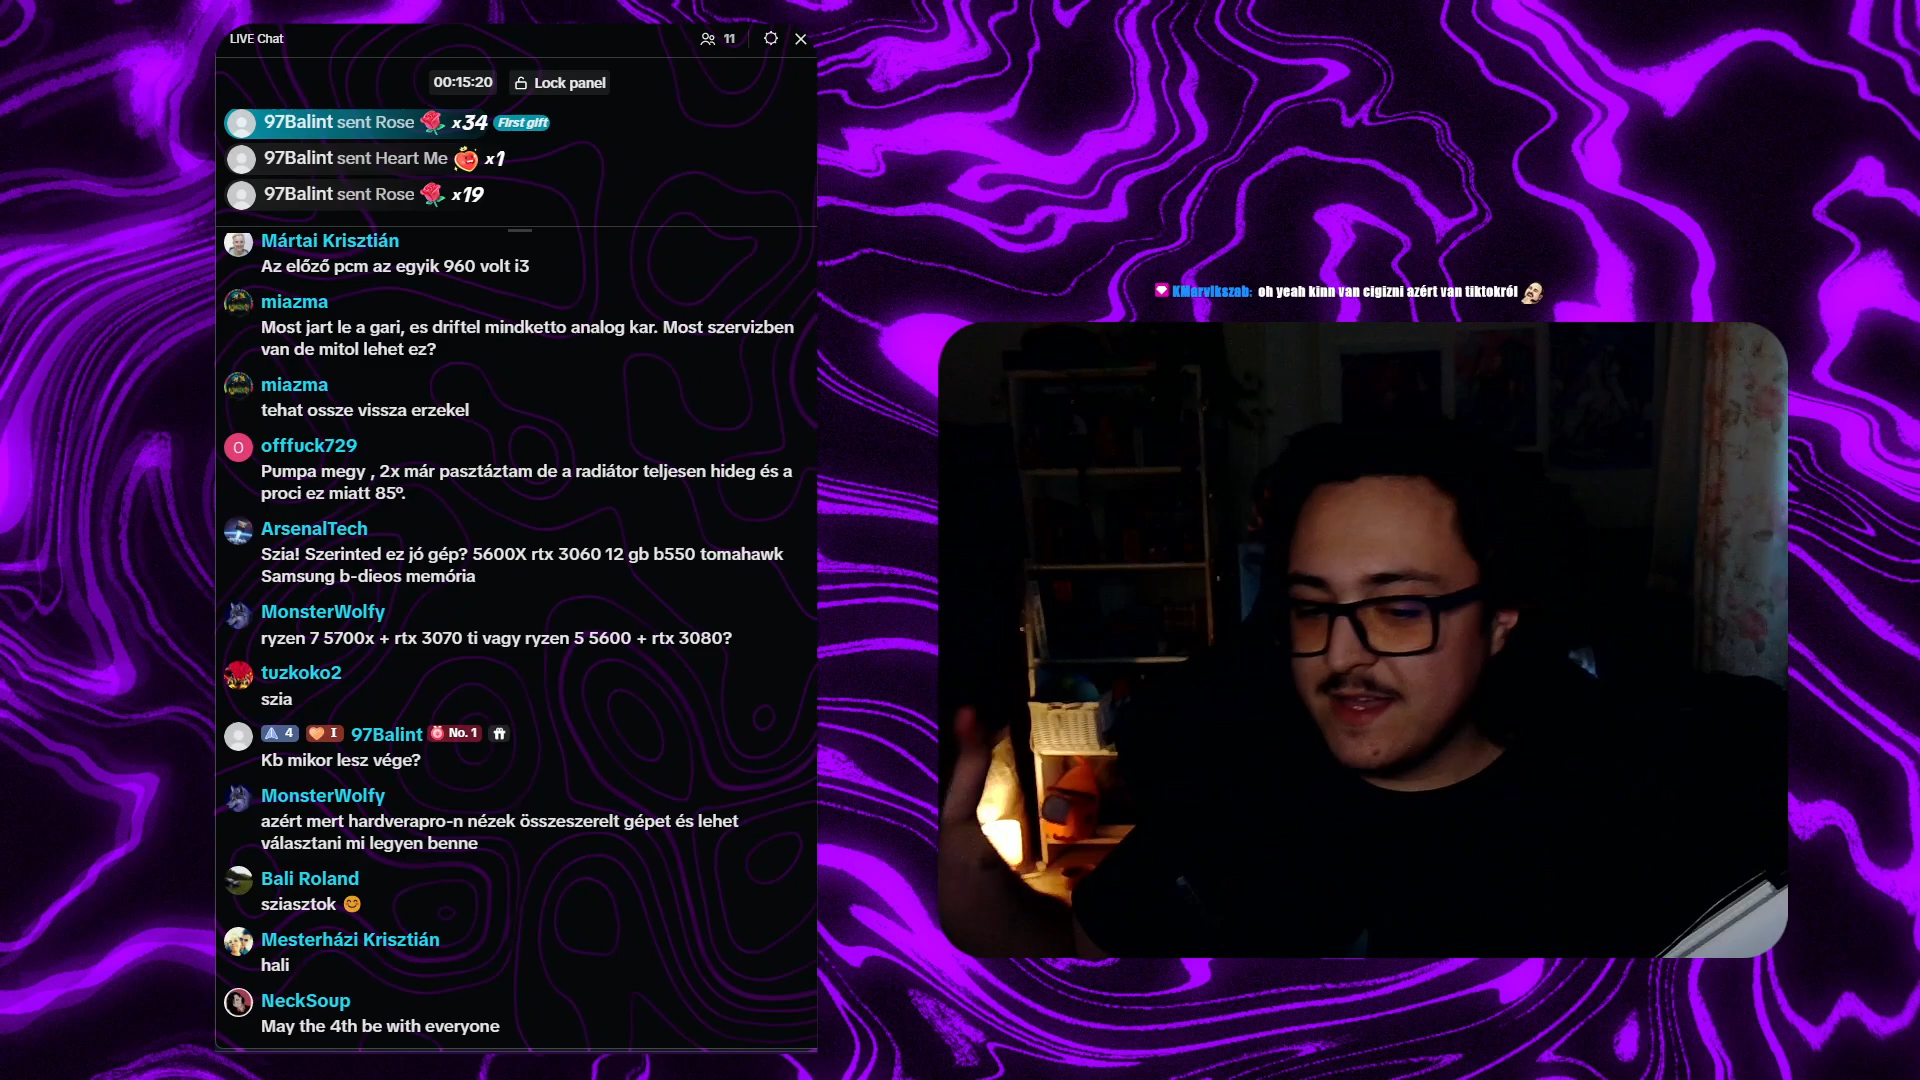 LIVE Chat
11
00:15:20
Lock panel
97Balint sent Rose x34 First gift
97Balint sent Heart Me x1
97Balint sent Rose x19
Mártai Krisztián
Az előző pcm az egyik 960 volt i3
miazma
Most jart le a gari, es driftel mindketto analog kar. Most szervizben
van de mitol lehet ez?
miazma
tehat ossze vissza erzekel
O
offfuck729
Pumpa megy , 2x már pasztáztam de a radiátor teljesen hideg és a
proci ez miatt 85º.
ArsenalTech
Szia! Szerinted ez jó gép? 5600X rtx 3060 12 gb b550 tomahawk
Samsung b-dieos memória
MonsterWolfy
ryzen 7 5700x + rtx 3070 ti vagy ryzen 5 5600 + rtx 3080?
tuzkoko2
szia
4 I 97Balint No. 1
Kb mikor lesz vége?
MonsterWolfy
azért mert hardverapro-n nézek összeszerelt gépet és lehet
választani mi legyen benne
Bali Roland
sziasztok
Mesterházi Krisztián
hali
NeckSoup
May the 4th be with everyone
KMarvikszab: oh yeah kinn van cigizni azért van tiktokról